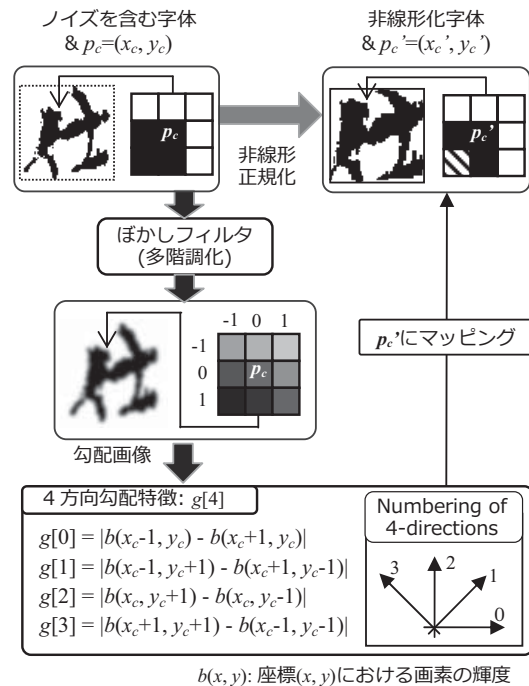 ノイズを含む字体
& pc=(xc, yc)
非線形化字体
& pc’=(xc’, yc’)
pc
pc’
非線形
正規化
ぼかしフィルタ
(多階調化)
-1 0 1
-1
0
1
pc
pc’にマッピング
勾配画像
4方向勾配特徴: g[4]
g[0] = |b(xc-1, yc) - b(xc+1, yc)|
g[1] = |b(xc-1, yc+1) - b(xc+1, yc-1)|
g[2] = |b(xc, yc+1) - b(xc, yc-1)|
g[3] = |b(xc+1, yc+1) - b(xc-1, yc-1)|
Numbering of
4-directions
3
2
1
0
b(x, y): 座標(x, y)における画素の輝度